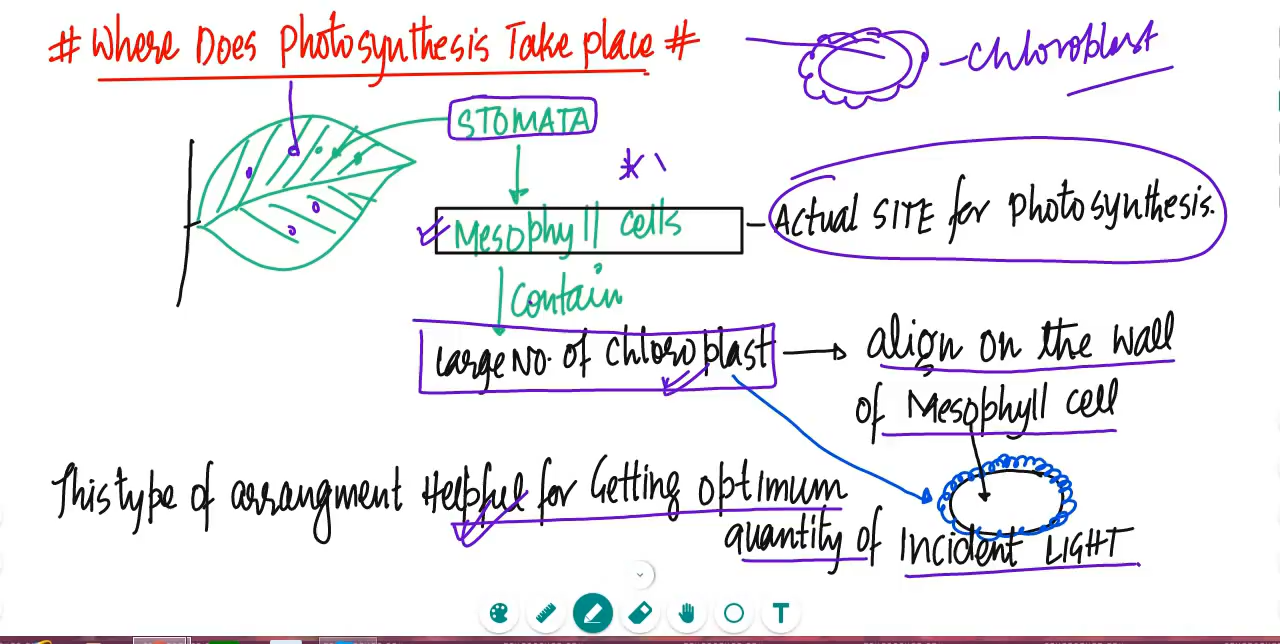 # Where Does Photosynthesis Take place #
Chloroplast
STOMATA
Mesophyll cells
Actual SITE for Photosynthesis.
Contain
Large No. of Chloroplast
align on the wall
of Mesophyll cell
This type of arrangment Helpful for Getting optimum
quantity of Incident LIGHT
T